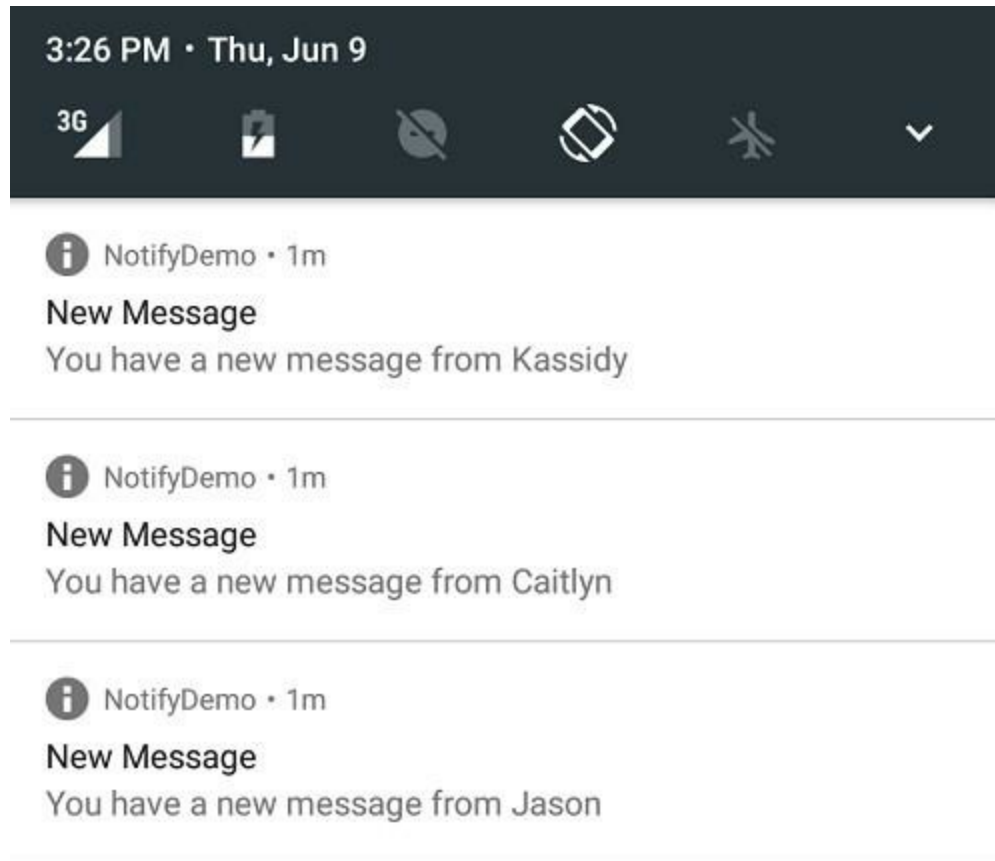 3:26 PM • Thu, Jun 9
3G
NotifyDemo • 1m
New Message
You have a new message from Kassidy
NotifyDemo • 1m
New Message
You have a new message from Caitlyn
NotifyDemo • 1m
New Message
You have a new message from Jason